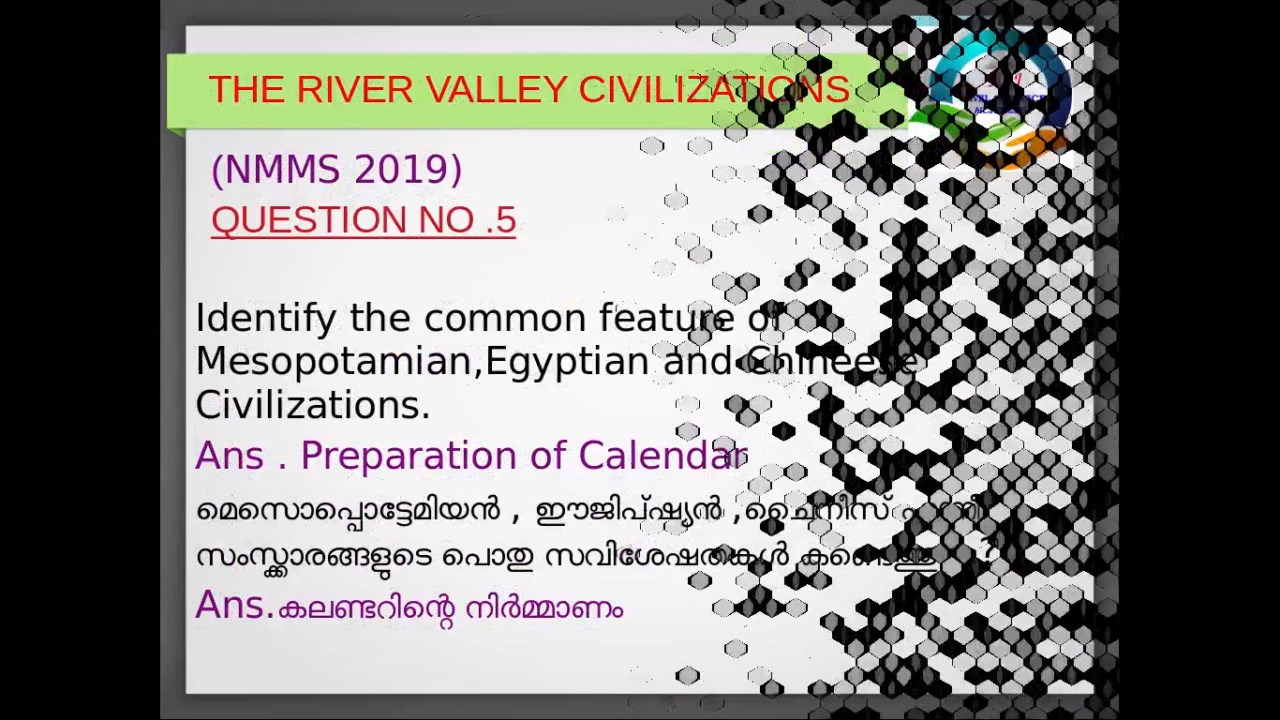 THE RIVER VALLEY CIVILIZATIONS
(NMMS 2019)
QUESTION NO .5
Identify the common feature of
Mesopotamian,Egyptian and Chineese
Civilizations.
Ans . Preparation of Calendar
മെസൊപ്പൊട്ടേമിയൻ , ഈജിപ്ഷ്യൻ ,ചൈനീസ്
സംസ്ക്കാരങ്ങളുടെ പൊതു സവിശേഷതകൾ കണ്ടെത്തുക ?
Ans.കലണ്ടറിന്റെ നിർമ്മാണം